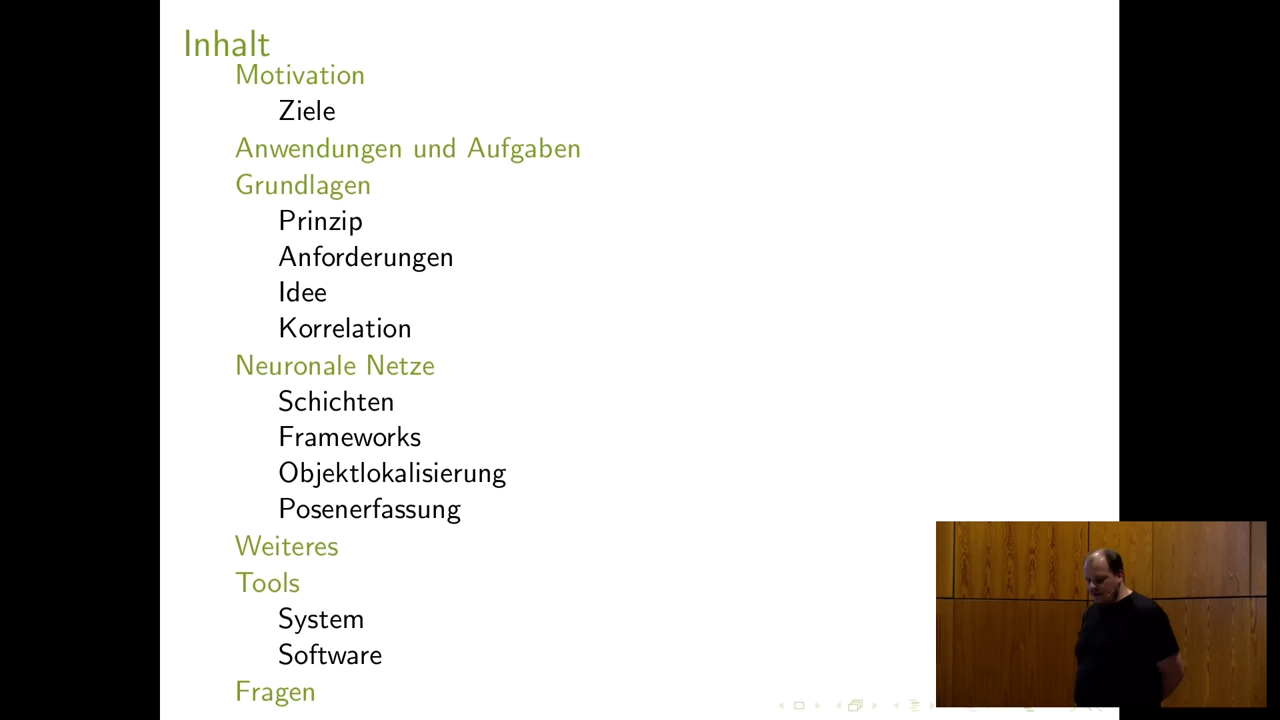 Inhalt
Motivation
Ziele
Anwendungen und Aufgaben
Grundlagen
Prinzip
Anforderungen
Idee
Korrelation
Neuronale Netze
Schichten
Frameworks
Objektlokalisierung
Posenerfassung
Weiteres
Tools
System
Software
Fragen